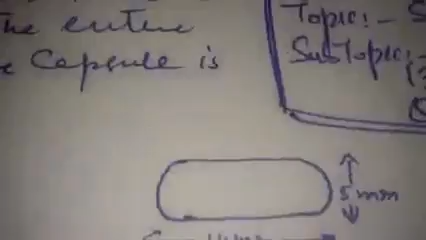 The entire
Capsule is
Topic:-
SubTopic:-
5 mm